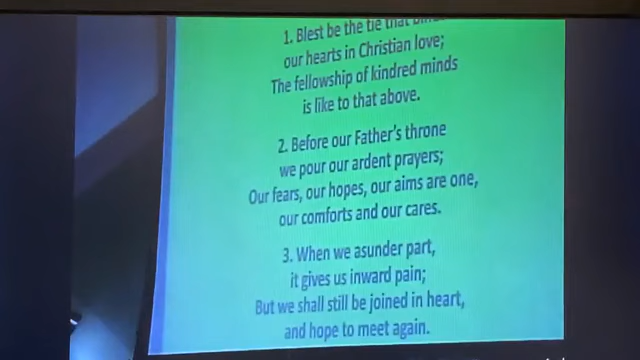 1. Blest be the tie that
our hearts in Christian love;
The fellowship of kindred minds
is like to that above.
2. Before our Father's throne
we pour our ardent prayers;
Our fears, our hopes, our aims are one,
our comforts and our cares.
3. When we asunder part,
it gives us inward pain;
But we shall still be joined in heart,
and hope to meet again.